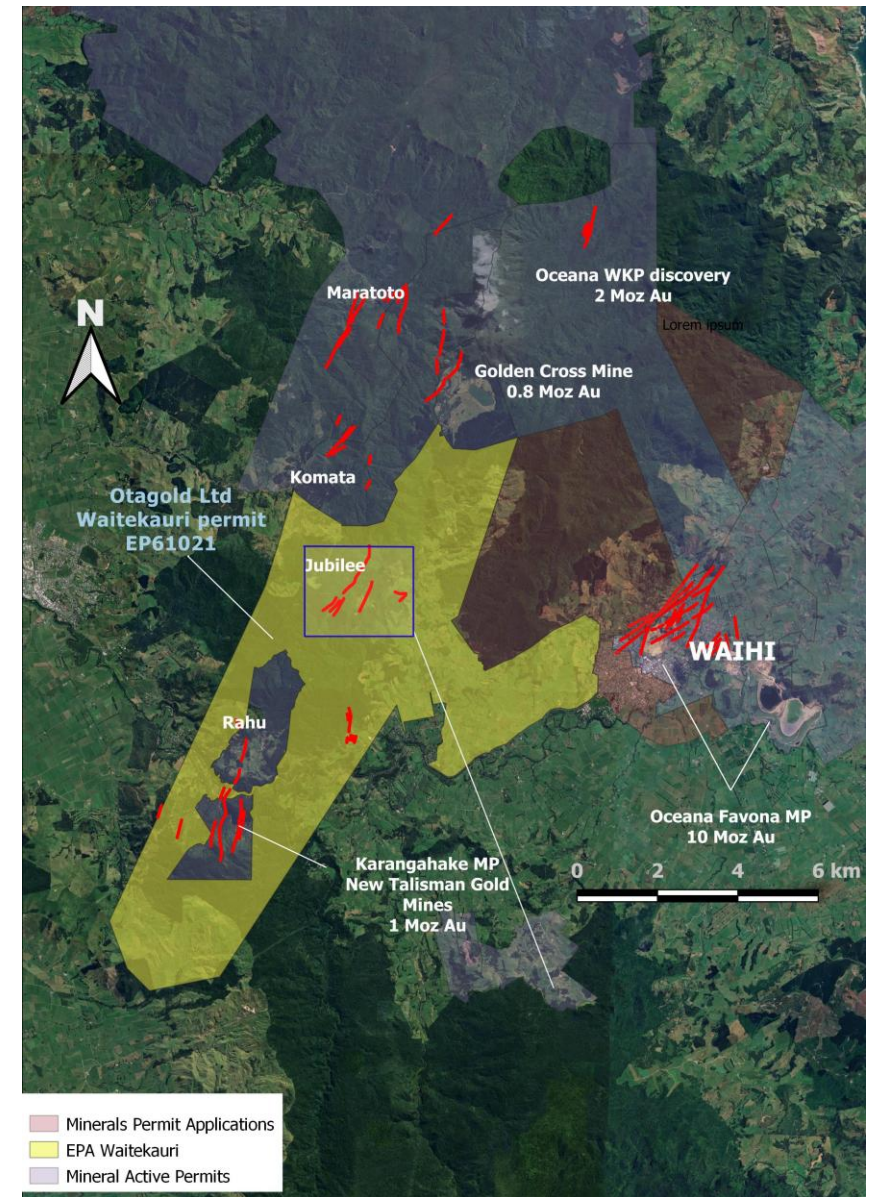 Oceana WKP discovery
2 Moz Au
Maratoto
N
Lorem ipsum
Golden Cross Mine
0.8 Moz Au
Komata
Otagold Ltd
Waitekauri permit
EP61021
Jubilee
WAIHI
Rahu
Oceana Favona MP
10 Moz Au
Karangahake MP
New Talisman Gold
Mines
1 Moz Au
0 2 4 6 km
Minerals Permit Applications
EPA Waitekauri
Mineral Active Permits